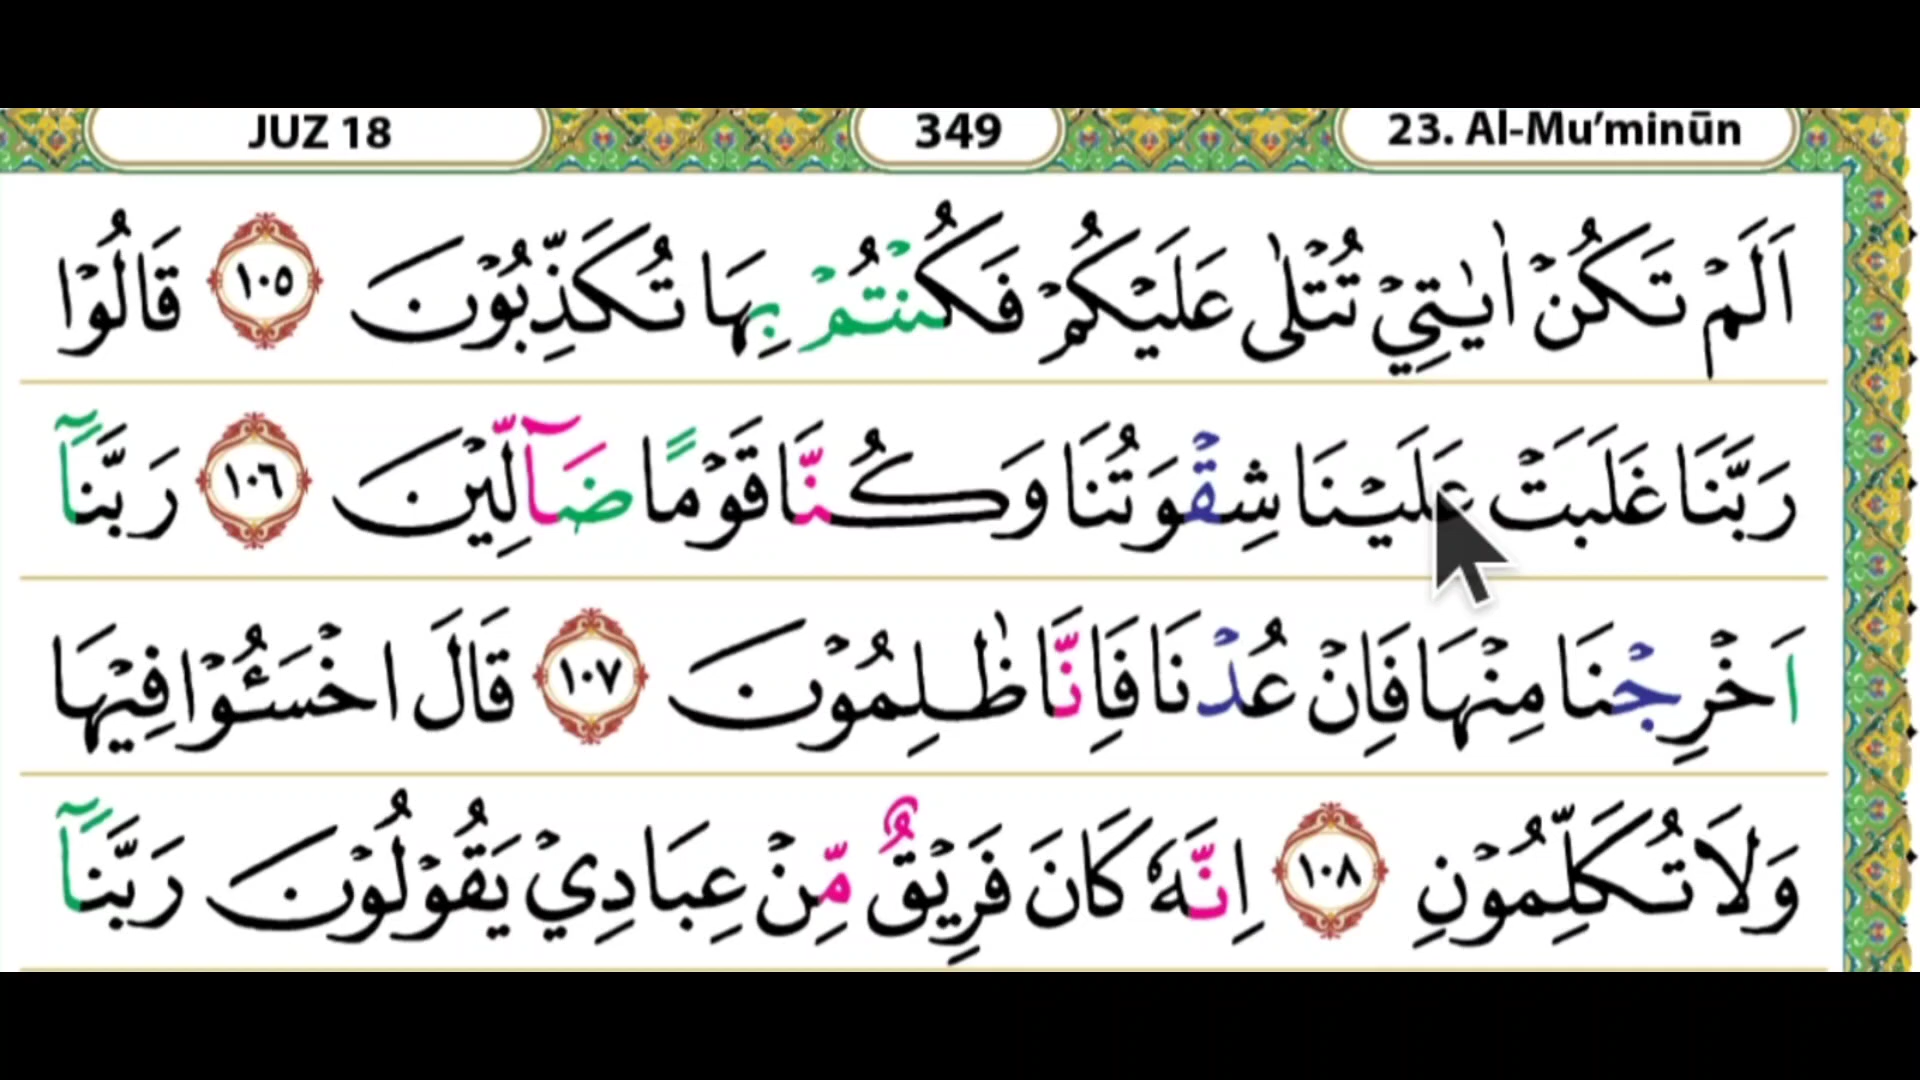 JUZ 18 349 23. Al-Mu’minūn
اَلَمْ تَكُنْ اٰيٰتِيْ تُتْلٰى عَلَيْكُمْ فَكُنْتُمْ بِهَا تُكَذِّبُوْنَ ١٠٥ قَالُوْا
رَبَّنَا غَلَبَتْ عَلَيْنَا شِقْوَتُنَا وَكُنَّا قَوْمًا ضَاۤلِّيْنَ ١٠٦ رَبَّنَآ
اَخْرِجْنَا مِنْهَا فَاِنْ عُدْنَا فَاِنَّا ظٰلِمُوْنَ ١٠٧ قَالَ اخْسَـُٔوْا فِيْهَا
وَلَا تُكَلِّمُوْنِ ١٠٨ اِنَّهٗ كَانَ فَرِيْقٌ مِّنْ عِبَادِيْ يَقُوْلُوْنَ رَبَّنَآ